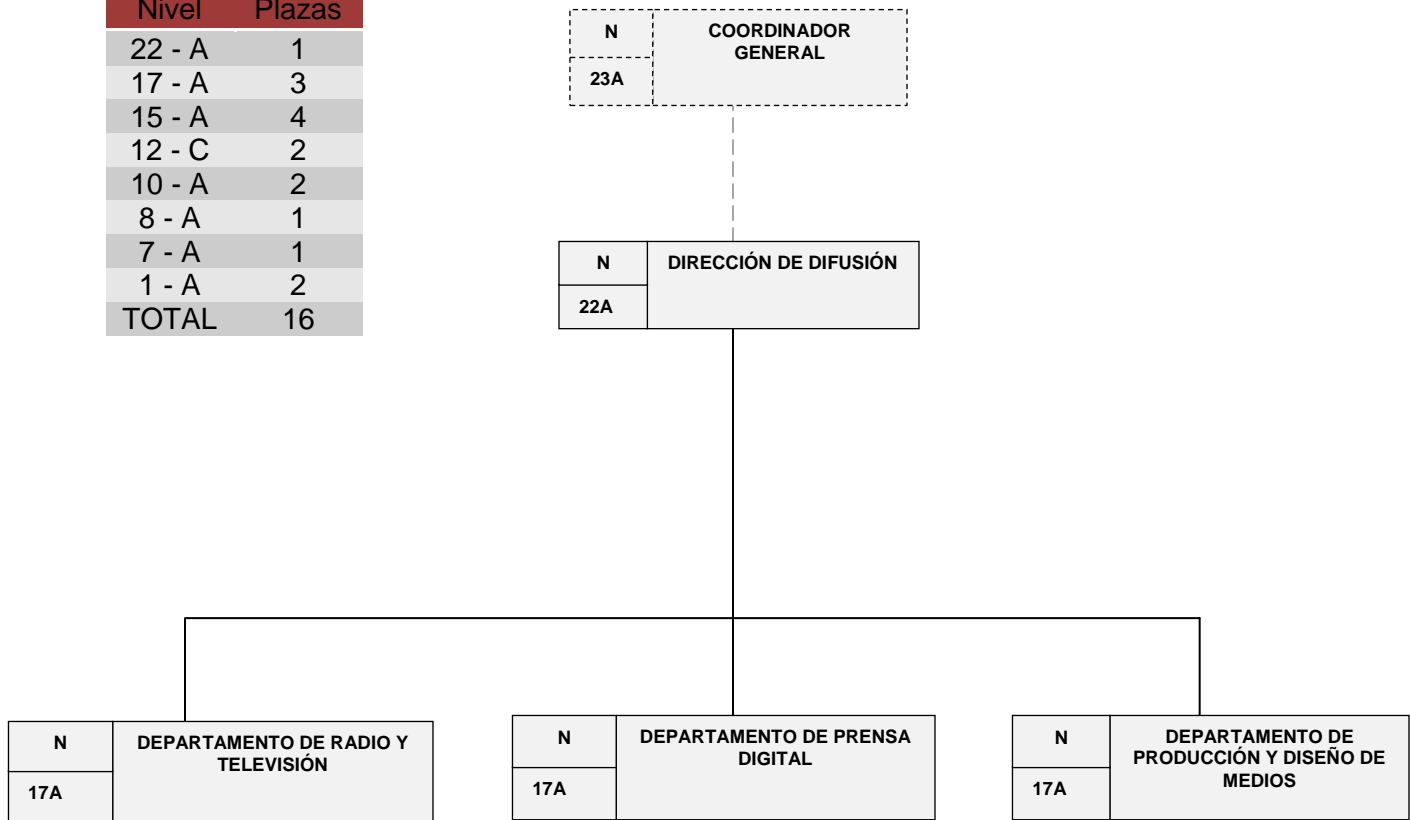 Nivel Plazas
22 - A 1
17 - A 3
15 - A 4
12 - C 2
10 - A 2
8 - A 1
7 - A 1
1 - A 2
TOTAL 16
N
23A
COORDINADOR
GENERAL
N
22A
DIRECCIÓN DE DIFUSIÓN
N
17A
DEPARTAMENTO DE RADIO Y
TELEVISIÓN
N
17A
DEPARTAMENTO DE PRENSA
DIGITAL
N
17A
DEPARTAMENTO DE
PRODUCCIÓN Y DISEÑO DE
MEDIOS